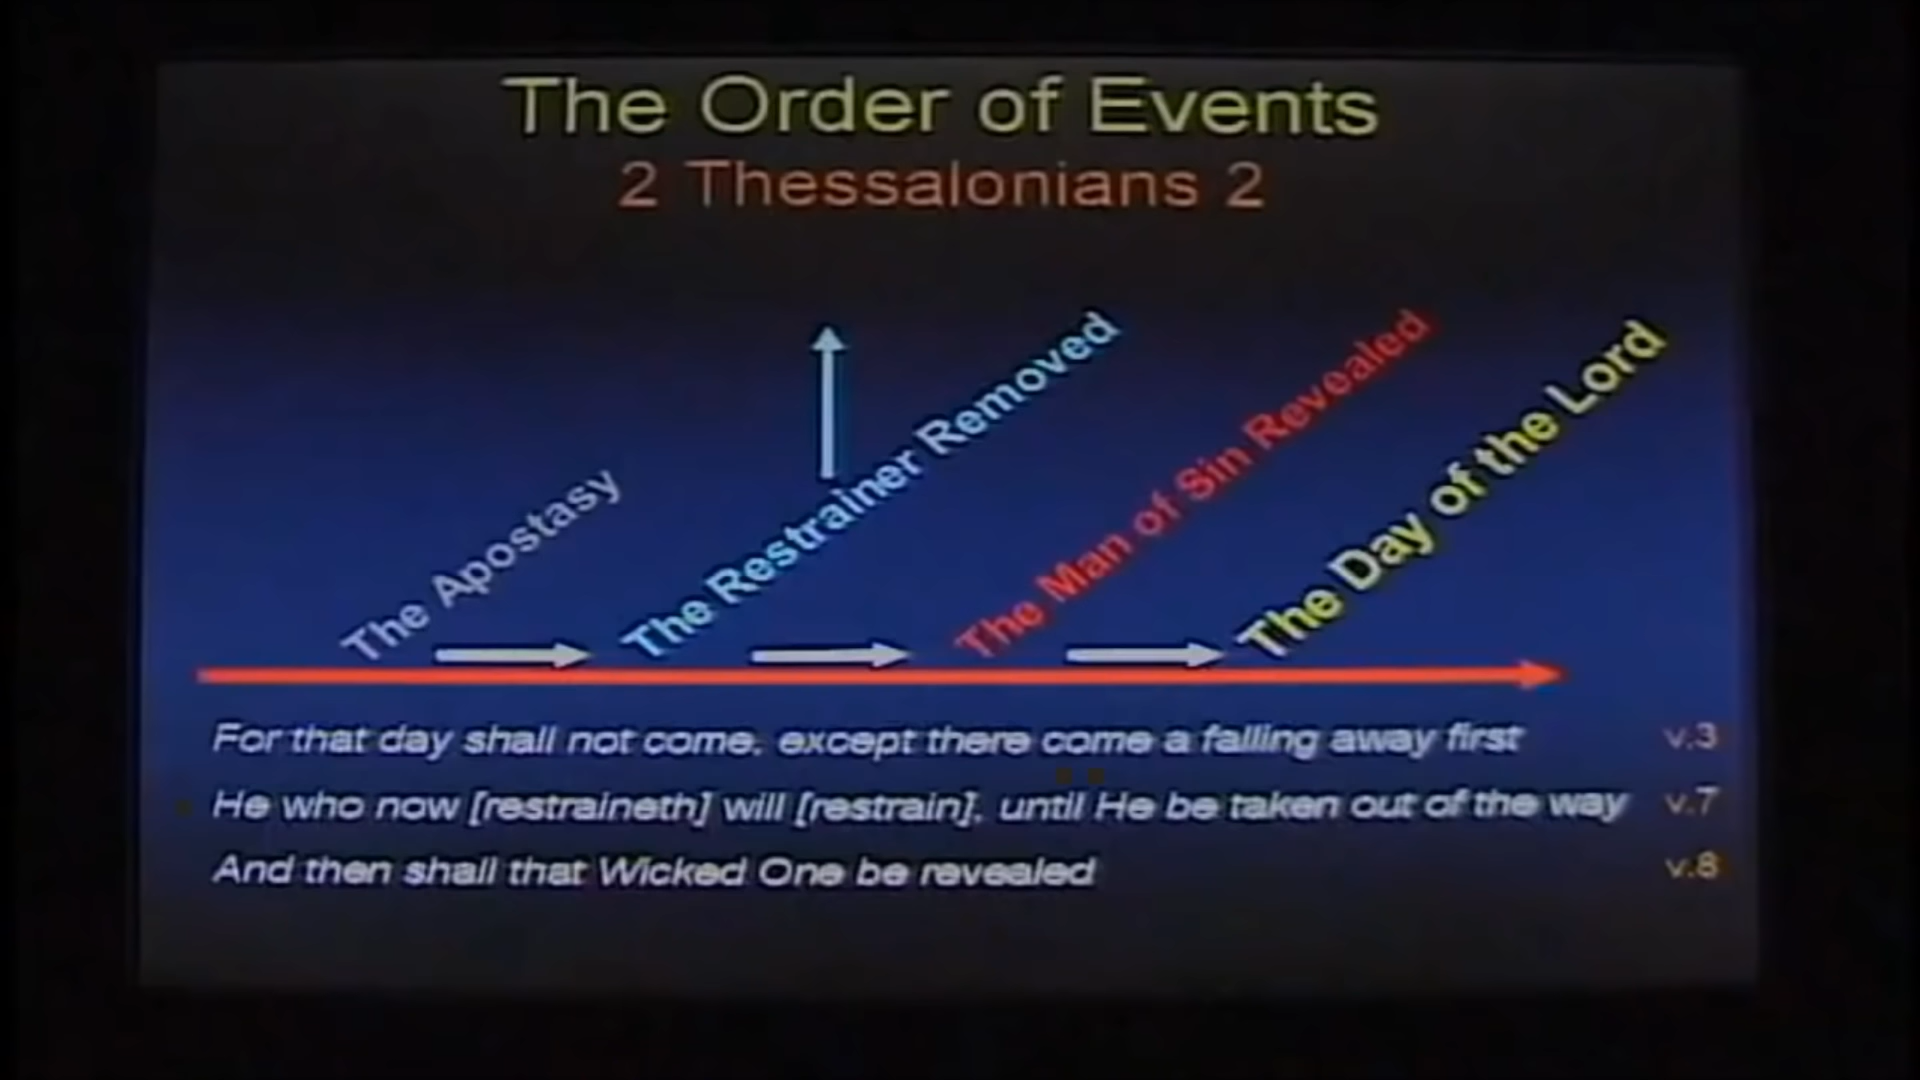 The Order of Events
2 Thessalonians 2
The Apostasy
The Restrainer Removed
The Man of Sin Revealed
The Day of the Lord
For that day shall not come, except there come a falling away first v.3
He who now [restraineth] will [restrain], until He be taken out of the way v.7
And then shall that Wicked One be revealed v.8